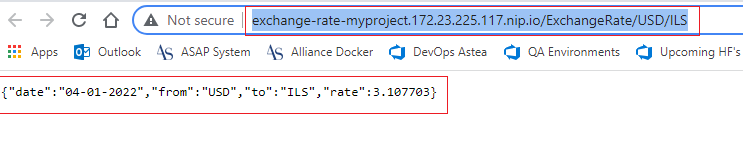 Not secure exchange-rate-myproject.172.23.225.117.nip.io/ExchangeRate/USD/ILS
Apps Outlook ASAP System Alliance Docker DevOps Astea QA Environments Upcoming HF's
{"date":"04-01-2022","from":"USD","to":"ILS","rate":3.107703}